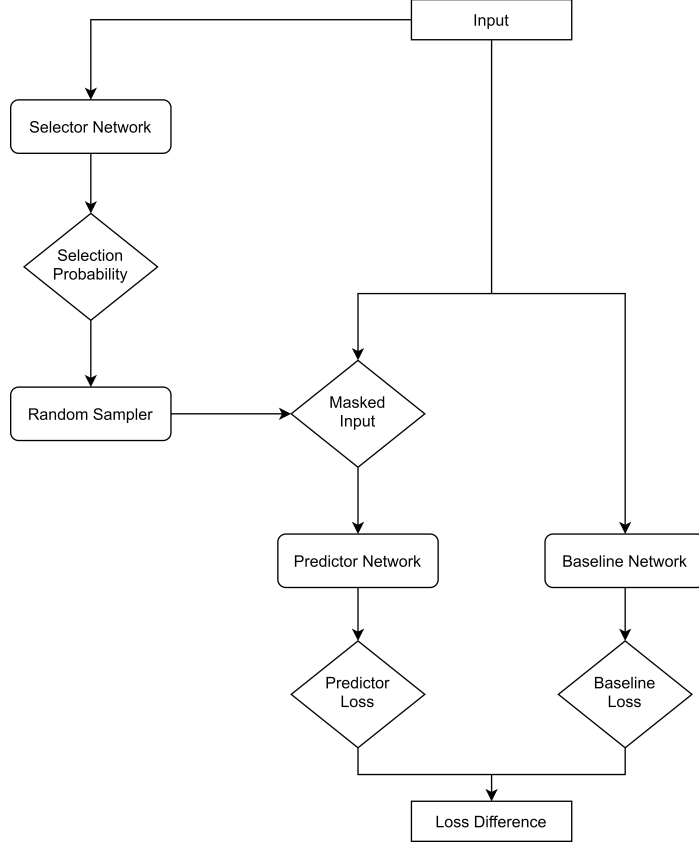 Input
Selector Network
Selection
Probability
Random Sampler
Masked
Input
Predictor Network
Baseline Network
Predictor
Loss
Baseline
Loss
Loss Difference